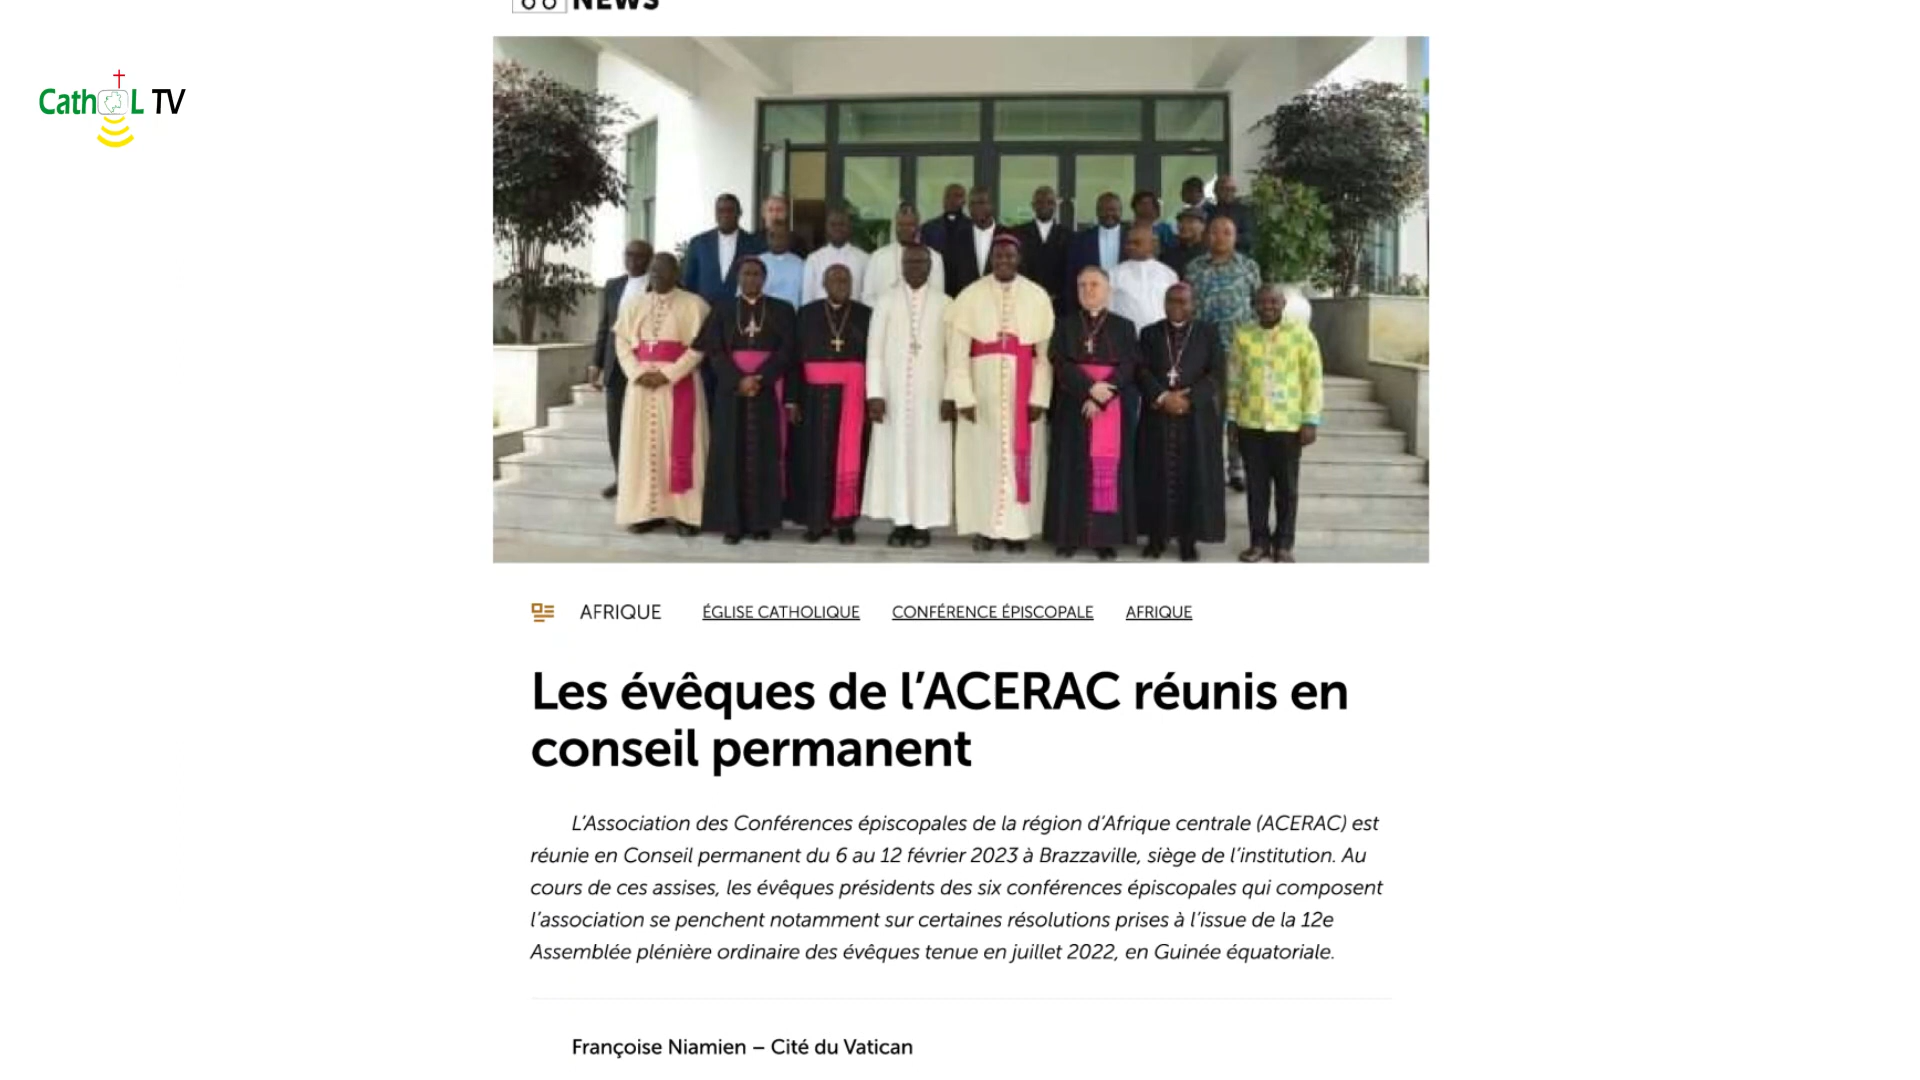 NEWS
CathOL TV
AFRIQUE ÉGLISE CATHOLIQUE CONFÉRENCE ÉPISCOPALE AFRIQUE
Les évêques de l’ACERAC réunis en
conseil permanent
L’Association des Conférences épiscopales de la région d’Afrique centrale (ACERAC) est
réunie en Conseil permanent du 6 au 12 février 2023 à Brazzaville, siège de l’institution. Au
cours de ces assises, les évêques présidents des six conférences épiscopales qui composent
l’association se penchent notamment sur certaines résolutions prises à l’issue de la 12e
Assemblée plénière ordinaire des évêques tenue en juillet 2022, en Guinée équatoriale.
Françoise Niamien – Cité du Vatican